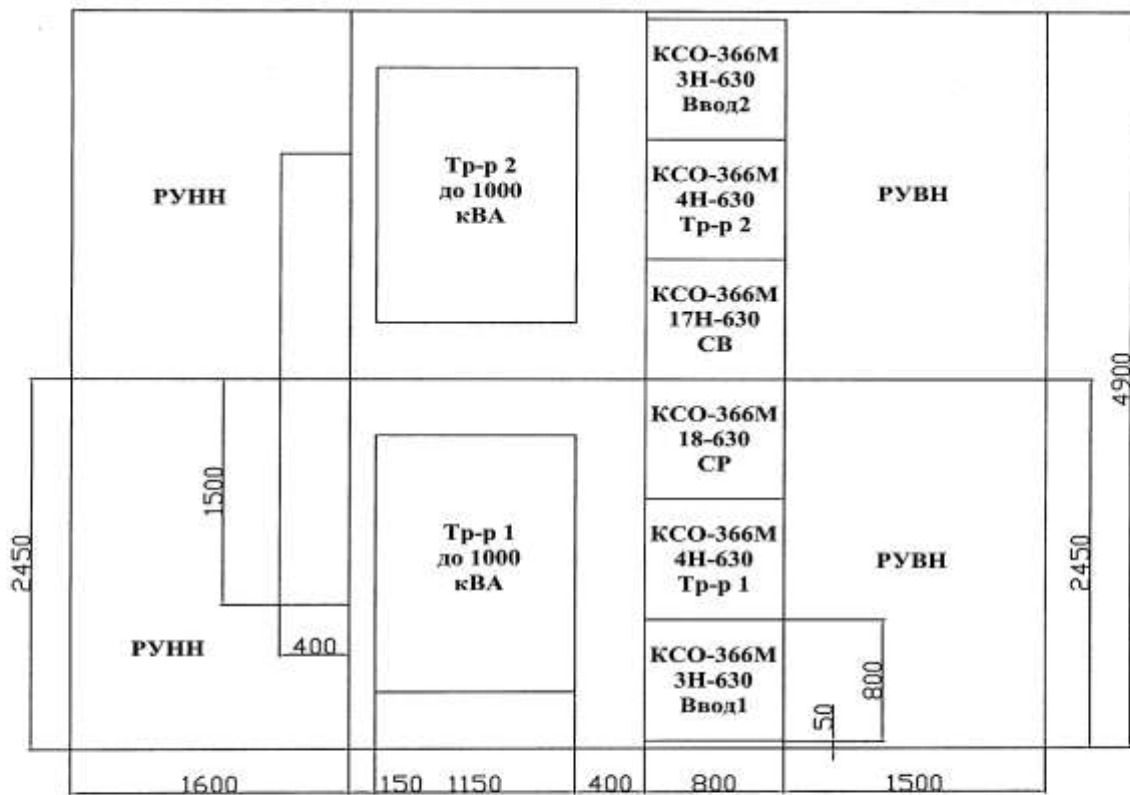 КСО-366М
3Н-630
Ввод2
РУНН
Тр-р 2
до 1000
кВА
КСО-366М
4Н-630
Тр-р 2
РУВН
КСО-366М
17Н-630
СВ
4900
КСО-366М
18-630
СР
1500
2450
Тр-р 1
до 1000
кВА
КСО-366М
4Н-630
Тр-р 1
РУВН
2450
РУНН
400
КСО-366М
3Н-630
Ввод1
50
800
1600
150
1150
400
800
1500